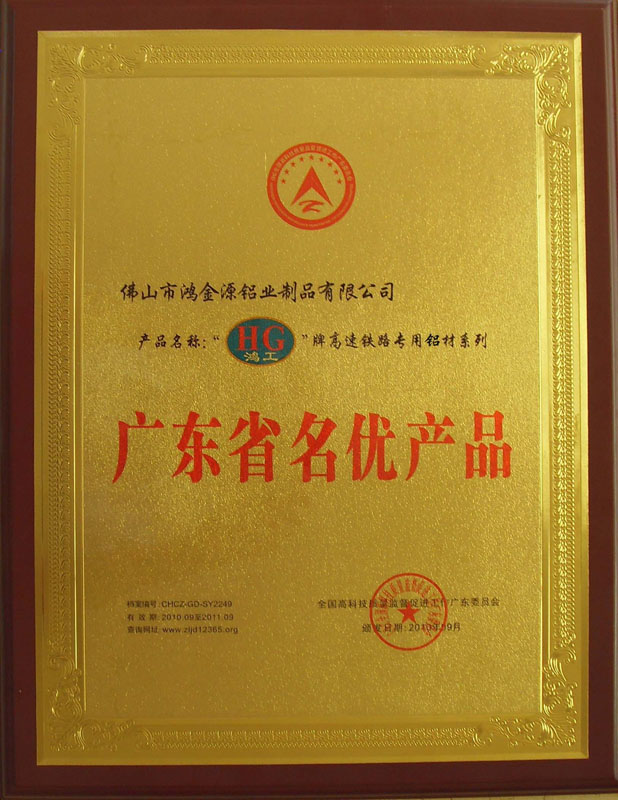 佛山市鸿金源铝业制品有限公司
产品名称:“HG鸿工”牌高速铁路专用铝材系列
广东省名优产品
档案编号:CHCZ-GD-SY2249
有 效 期:2010.09至2011.09
查询网址:www.zljd12365.org
全国高科技质量监督促进工作广东委员会
颁发日期:2010年09月